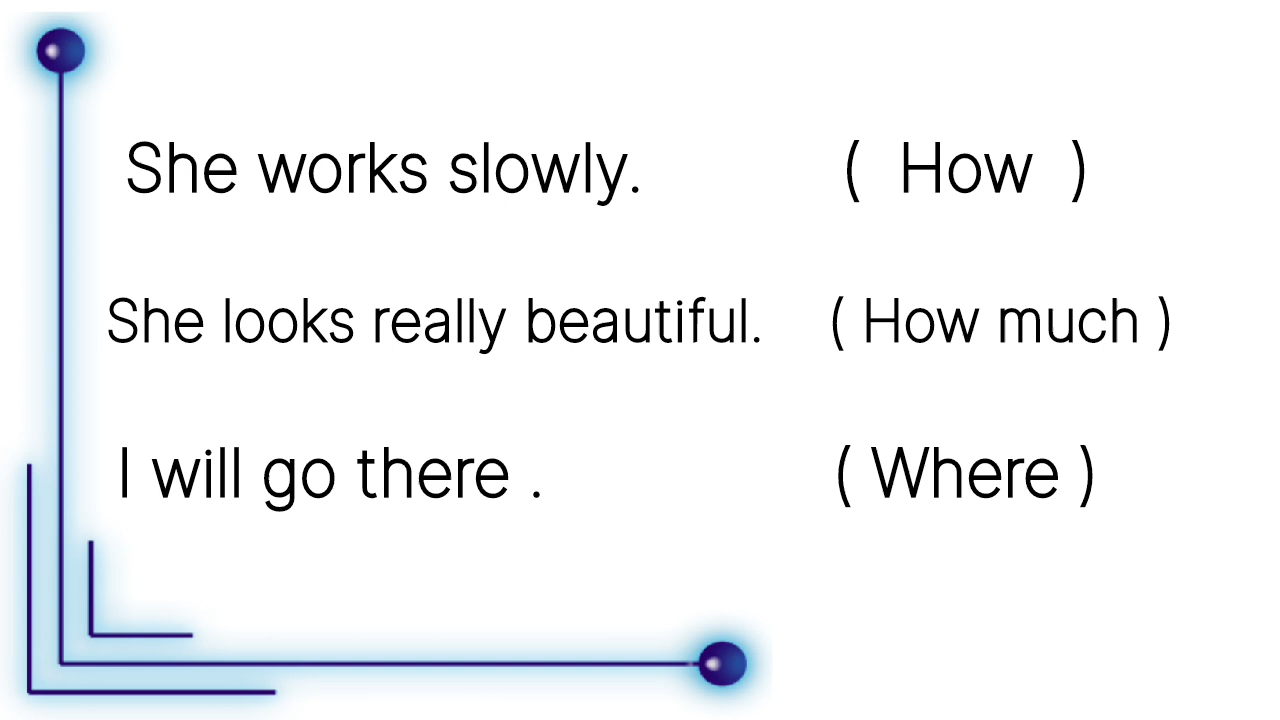 She works slowly. ( How )
She looks really beautiful. ( How much )
I will go there . ( Where )